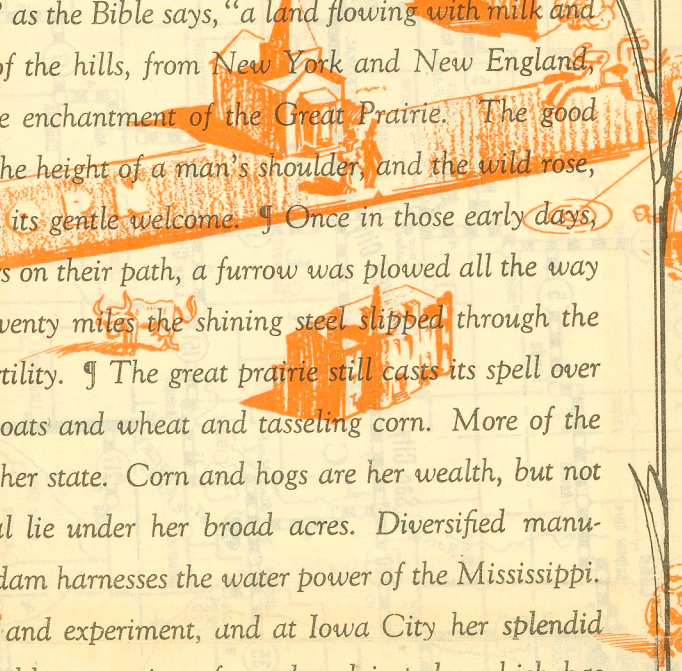 as the Bible says, “a land flowing with milk and
of the hills, from New York and New England,
enchantment of the Great Prairie. The good
the height of a man's shoulder, and the wild rose,
its gentle welcome. ¶ Once in those early days,
on their path, a furrow was plowed all the way
miles the shining steel slipped through the
¶ The great prairie still casts its spell over
oats and wheat and tasseling corn. More of the
her state. Corn and hogs are her wealth, but not
lie under her broad acres. Diversified manu-
dam harnesses the water power of the Mississippi.
and experiment, and at Iowa City her splendid